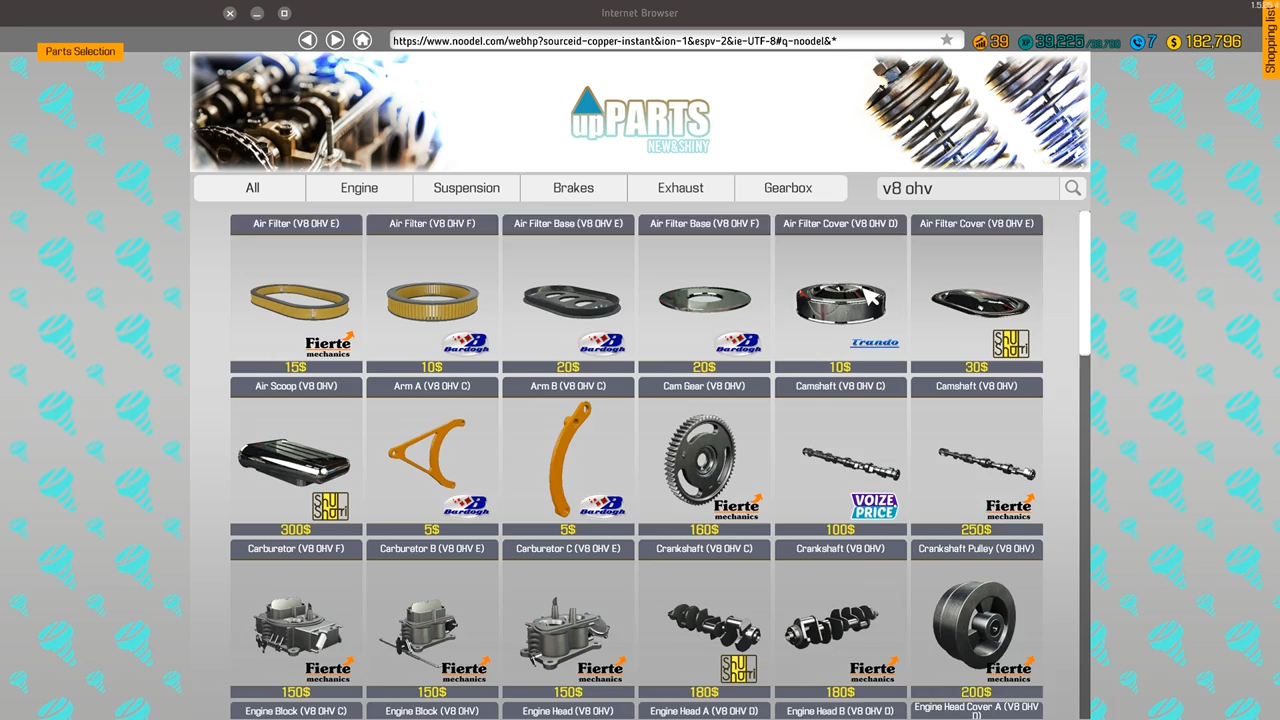 Internet Browser
Parts Selection
https://www.noodel.com/webhp?sourceid-copper-instant&ion-1&espv-2&ie-UTF-8#q-noodel&*
39
7
182,796
Shopping list
upPARTS
NEW&SHINY
All
Engine
Suspension
Brakes
Exhaust
Gearbox
v8 ohv
Air Filter (V8 OHV E)
Air Filter (V8 OHV F)
Air Filter Base (V8 OHV E)
Air Filter Base (V8 OHV F)
Air Filter Cover (V8 OHV D)
Air Filter Cover (V8 OHV E)
Fierte mechanics
Bardogh
Bardogh
Bardogh
Trando
Shu Shuri
15$
10$
20$
20$
10$
30$
Air Scoop (V8 OHV)
Arm A (V8 OHV C)
Arm B (V8 OHV C)
Cam Gear (V8 OHV)
Camshaft (V8 OHV C)
Camshaft (V8 OHV)
Shu Shuri
Bardogh
Bardogh
Fierte mechanics
VOIZE PRICE
Fierte mechanics
300$
5$
5$
160$
100$
250$
Carburetor (V8 OHV F)
Carburetor B (V8 OHV E)
Carburetor C (V8 OHV E)
Crankshaft (V8 OHV C)
Crankshaft (V8 OHV)
Crankshaft Pulley (V8 OHV)
Fierte mechanics
Fierte mechanics
Fierte mechanics
Shu Shuri
Fierte mechanics
Fierte mechanics
150$
150$
150$
180$
180$
200$
Engine Block (V8 OHV C)
Engine Block (V8 OHV)
Engine Head (V8 OHV)
Engine Head A (V8 OHV D)
Engine Head B (V8 OHV D)
Engine Head Cover A (V8 OHV D)